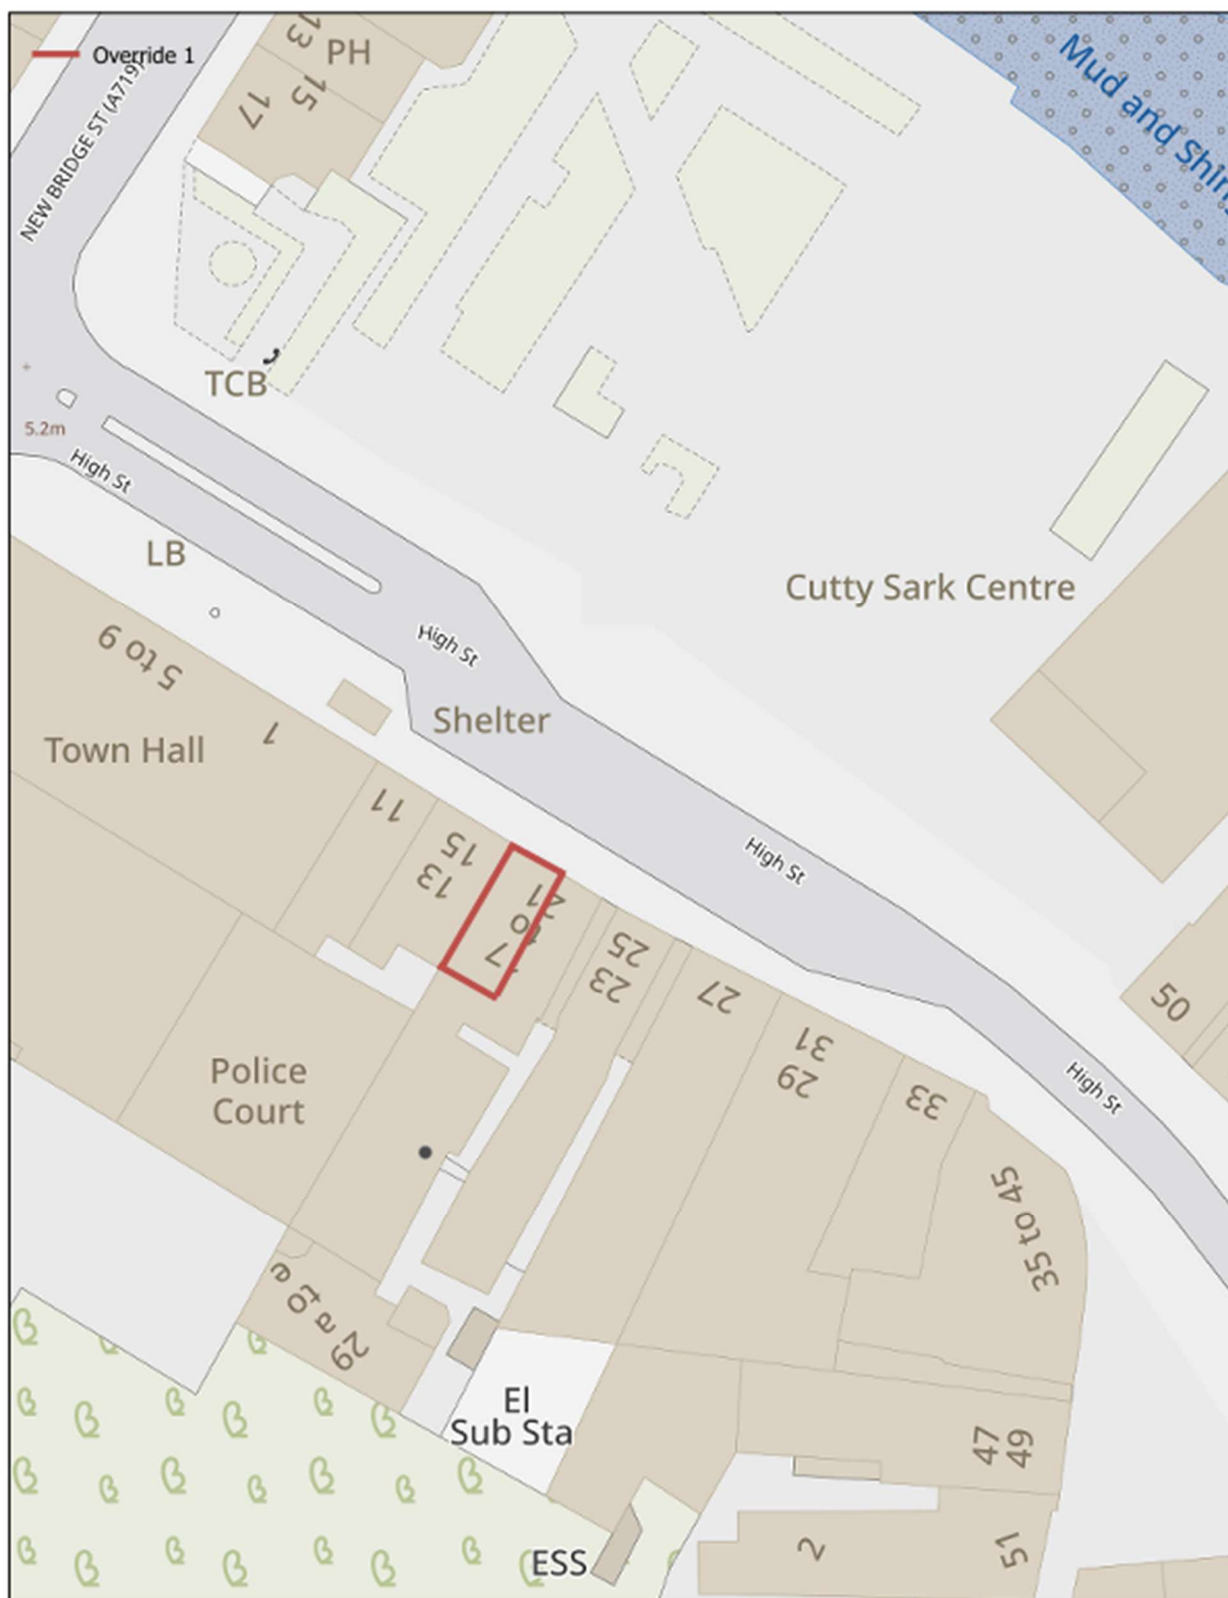 Override 1
NEW BRIDGE ST (A719)
13
PH
15
17
Mud and Shin
TCB
5.2m
High St
LB
Cutty Sark Centre
High St
5 to 9
Shelter
1
Town Hall
11
High St
15
13
21
to
17
25
23
27
50
31
29
Police
Court
High St
33
35 to 45
29 to
El
Sub Sta
47
49
2
51
ESS